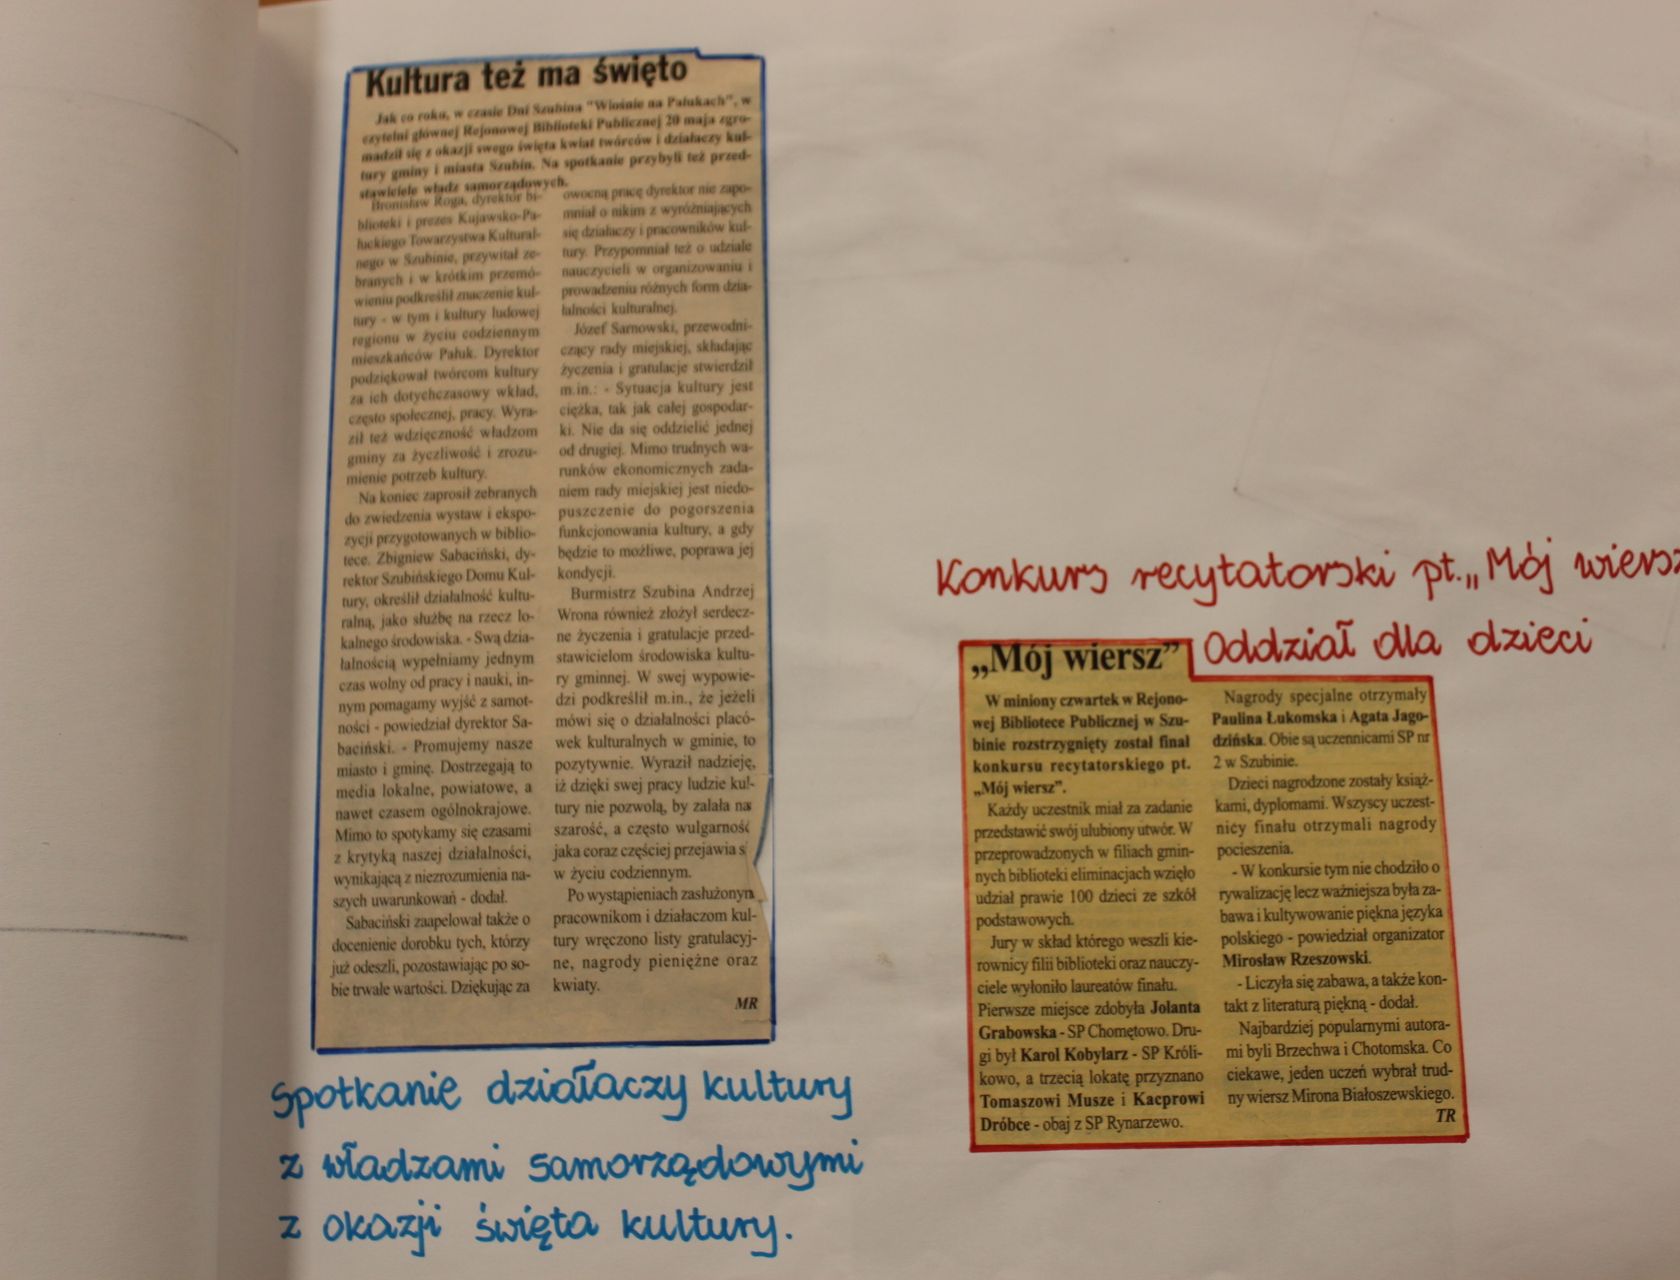 Kultura też ma święto
Jak co roku, w czasie Dni Szubina "Wiośnie na Pałukach", w
czytelni głównej Rejonowej Biblioteki Publicznej 20 maja zgro-
madził się z okazji swego święta kwiat twórców i działaczy kul-
tury gminy i miasta Szubin. Na spotkanie przybyli też przed-
stawiciele władz samorządowych.
Bronisław Roga, dyrektor bi-
blioteki i prezes Kujawsko-Pa-
łuckiego Towarzystwa Kultural-
nego w Szubinie, przywitał ze-
branych i w krótkim przemó-
wieniu podkreślił znaczenie kul-
tury - w tym i kultury ludowej
regionu w życiu codziennym
mieszkańców Pałuk. Dyrektor
podziękował twórcom kultury
za ich dotychczasowy wkład,
często społecznej, pracy. Wyra-
ził też wdzięczność władzom
gminy za życzliwość i zrozu-
mienie potrzeb kultury.
Na koniec zaprosił zebranych
do zwiedzenia wystaw i ekspo-
zycji przygotowanych w biblio-
tece. Zbigniew Sabaciński, dy-
rektor Szubińskiego Domu Kul-
tury, określił działalność kultu-
ralną, jako służbę na rzecz lo-
kalnego środowiska. - Swą dzia-
łalnością wypełniamy jednym
czas wolny od pracy i nauki, in-
nym pomagamy wyjść z samot-
ności - powiedział dyrektor Sa-
baciński. - Promujemy nasze
miasto i gminę. Dostrzegają to
media lokalne, powiatowe, a
nawet czasem ogólnokrajowe.
Mimo to spotykamy się czasami
z krytyką naszej działalności,
wynikającą z niezrozumienia na-
szych uwarunkowań - dodał.
Sabaciński zaapelował także o
docenienie dorobku tych, którzy
już odeszli, pozostawiając po so-
bie trwałe wartości. Dziękując za
owocną pracę dyrektor nie zapo-
mniał o nikim z wyróżniających
się działaczy i pracowników kul-
tury. Przypomniał też o udziale
nauczycieli w organizowaniu i
prowadzeniu różnych form dzia-
łalności kulturalnej.
Józef Sarnowski, przewodni-
czący rady miejskiej, składając
życzenia i gratulacje stwierdził
m.in.: - Sytuacja kultury jest
ciężka, tak jak całej gospodar-
ki. Nie da się oddzielić jednej
od drugiej. Mimo trudnych wa-
runków ekonomicznych zada-
niem rady miejskiej jest niedo-
puszczenie do pogorszenia
funkcjonowania kultury, a gdy
będzie to możliwe, poprawa jej
kondycji.
Burmistrz Szubina Andrzej
Wrona również złożył serdecz-
ne życzenia i gratulacje przed-
stawicielom środowiska kultu-
ry gminnej. W swej wypowie-
dzi podkreślił m.in., że jeżeli
mówi się o działalności placó-
wek kulturalnych w gminie, to
pozytywnie. Wyraził nadzieję,
iż dzięki swej pracy ludzie kul-
tury nie pozwolą, by zalała nas
szarość, a często wulgarność
jaka coraz częściej przejawia s
w życiu codziennym.
Po wystąpieniach zasłużonym
pracownikom i działaczom kul-
tury wręczono listy gratulacyj-
ne, nagrody pieniężne oraz
kwiaty.
MR
Spotkanie działaczy kultury
z władzami samorządowymi
z okazji święta kultury.
Konkurs recytatorski pt. „Mój wiersz
Oddział dla dzieci
„Mój wiersz”
W miniony czwartek w Rejono-
wej Bibliotece Publicznej w Szu-
binie rozstrzygnięty został finał
konkursu recytatorskiego pt.
„Mój wiersz”.
Każdy uczestnik miał za zadanie
przedstawić swój ulubiony utwór. W
przeprowadzonych w filiach gmin-
nych biblioteki eliminacjach wzięło
udział prawie 100 dzieci ze szkół
podstawowych.
Jury w skład którego weszli kie-
rownicy filii biblioteki oraz nauczy-
ciele wyłoniło laureatów finału.
Pierwsze miejsce zdobyła Jolanta
Grabowska - SP Chomętowo. Dru-
gi był Karol Kobylarz - SP Króli-
kowo, a trzecią lokatę przyznano
Tomaszowi Musze i Kacprowi
Dróbce - obaj z SP Rynarzewo.
Nagrody specjalne otrzymały
Paulina Łukomska i Agata Jago-
dzińska. Obie są uczennicami SP nr
2 w Szubinie.
Dzieci nagrodzone zostały książ-
kami, dyplomami. Wszyscy uczest-
nicy finału otrzymali nagrody
pocieszenia.
- W konkursie tym nie chodziło o
rywalizację lecz ważniejsza była za-
bawa i kultywowanie piękna języka
polskiego - powiedział organizator
Mirosław Rzeszowski.
- Liczyła się zabawa, a także kon-
takt z literaturą piękną - dodał.
Najbardziej popularnymi autora-
mi byli Brzechwa i Chotomska. Co
ciekawe, jeden uczeń wybrał trud-
ny wiersz Mirona Białoszewskiego.
TR